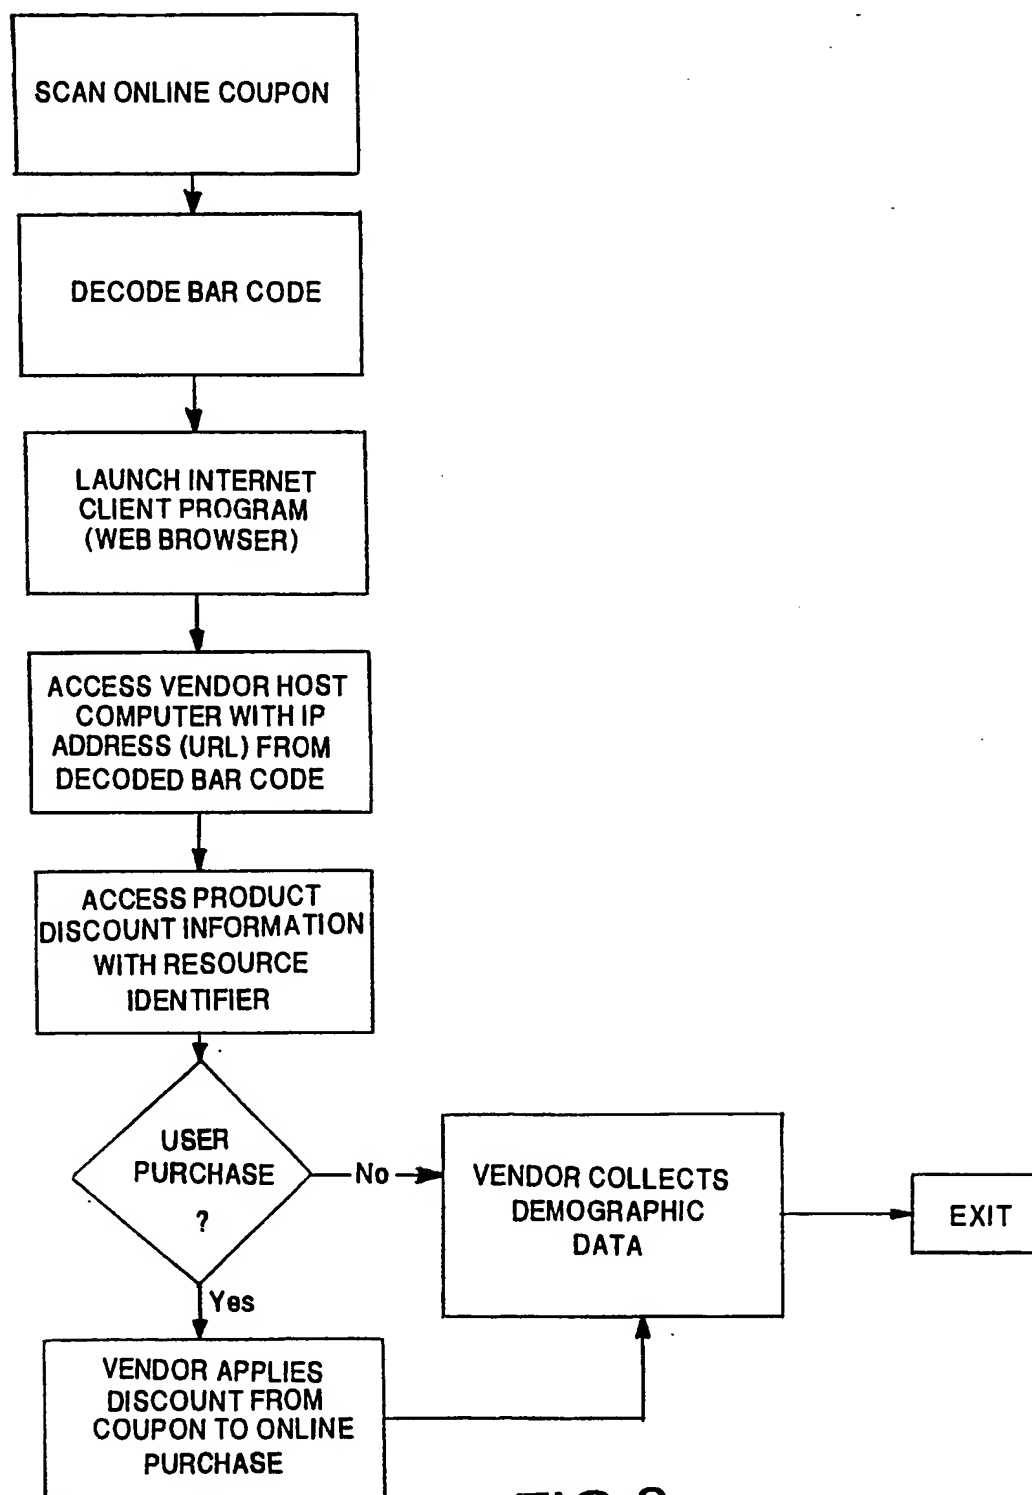 SCAN ONLINE COUPON
DECODE BAR CODE
LAUNCH INTERNET
CLIENT PROGRAM
(WEB BROWSER)
ACCESS VENDOR HOST
COMPUTER WITH IP
ADDRESS (URL) FROM
DECODED BAR CODE
ACCESS PRODUCT
DISCOUNT INFORMATION
WITH RESOURCE
IDENTIFIER
USER
PURCHASE
?
No
VENDOR COLLECTS
DEMOGRAPHIC
DATA
EXIT
Yes
VENDOR APPLIES
DISCOUNT FROM
COUPON TO ONLINE
PURCHASE